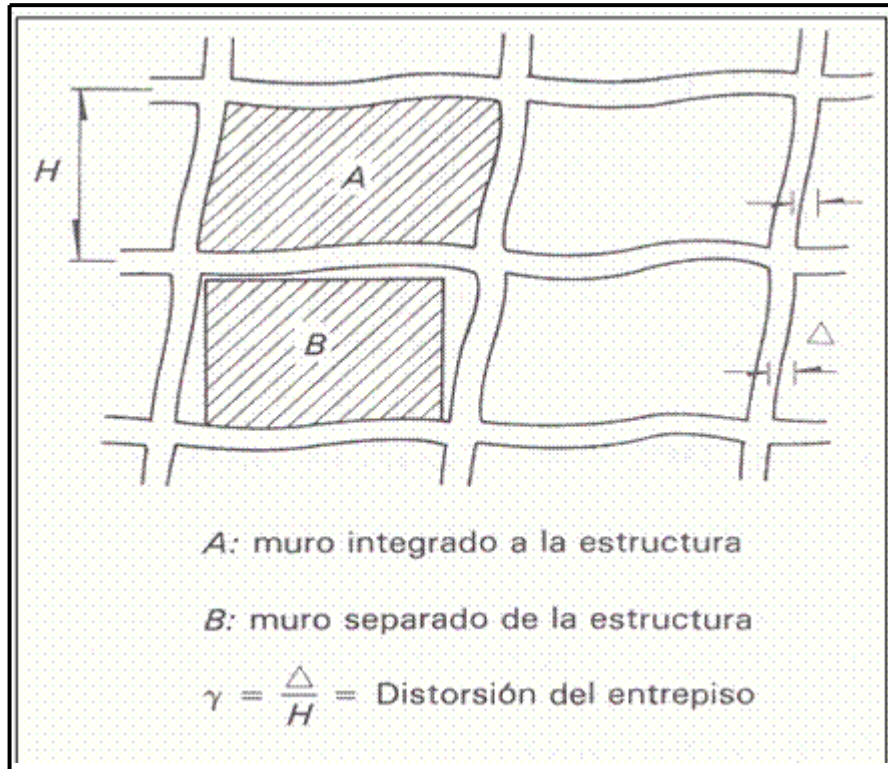 H
A
B
△
A: muro integrado a la estructura
B: muro separado de la estructura
γ = △/H = Distorsión del entrepiso